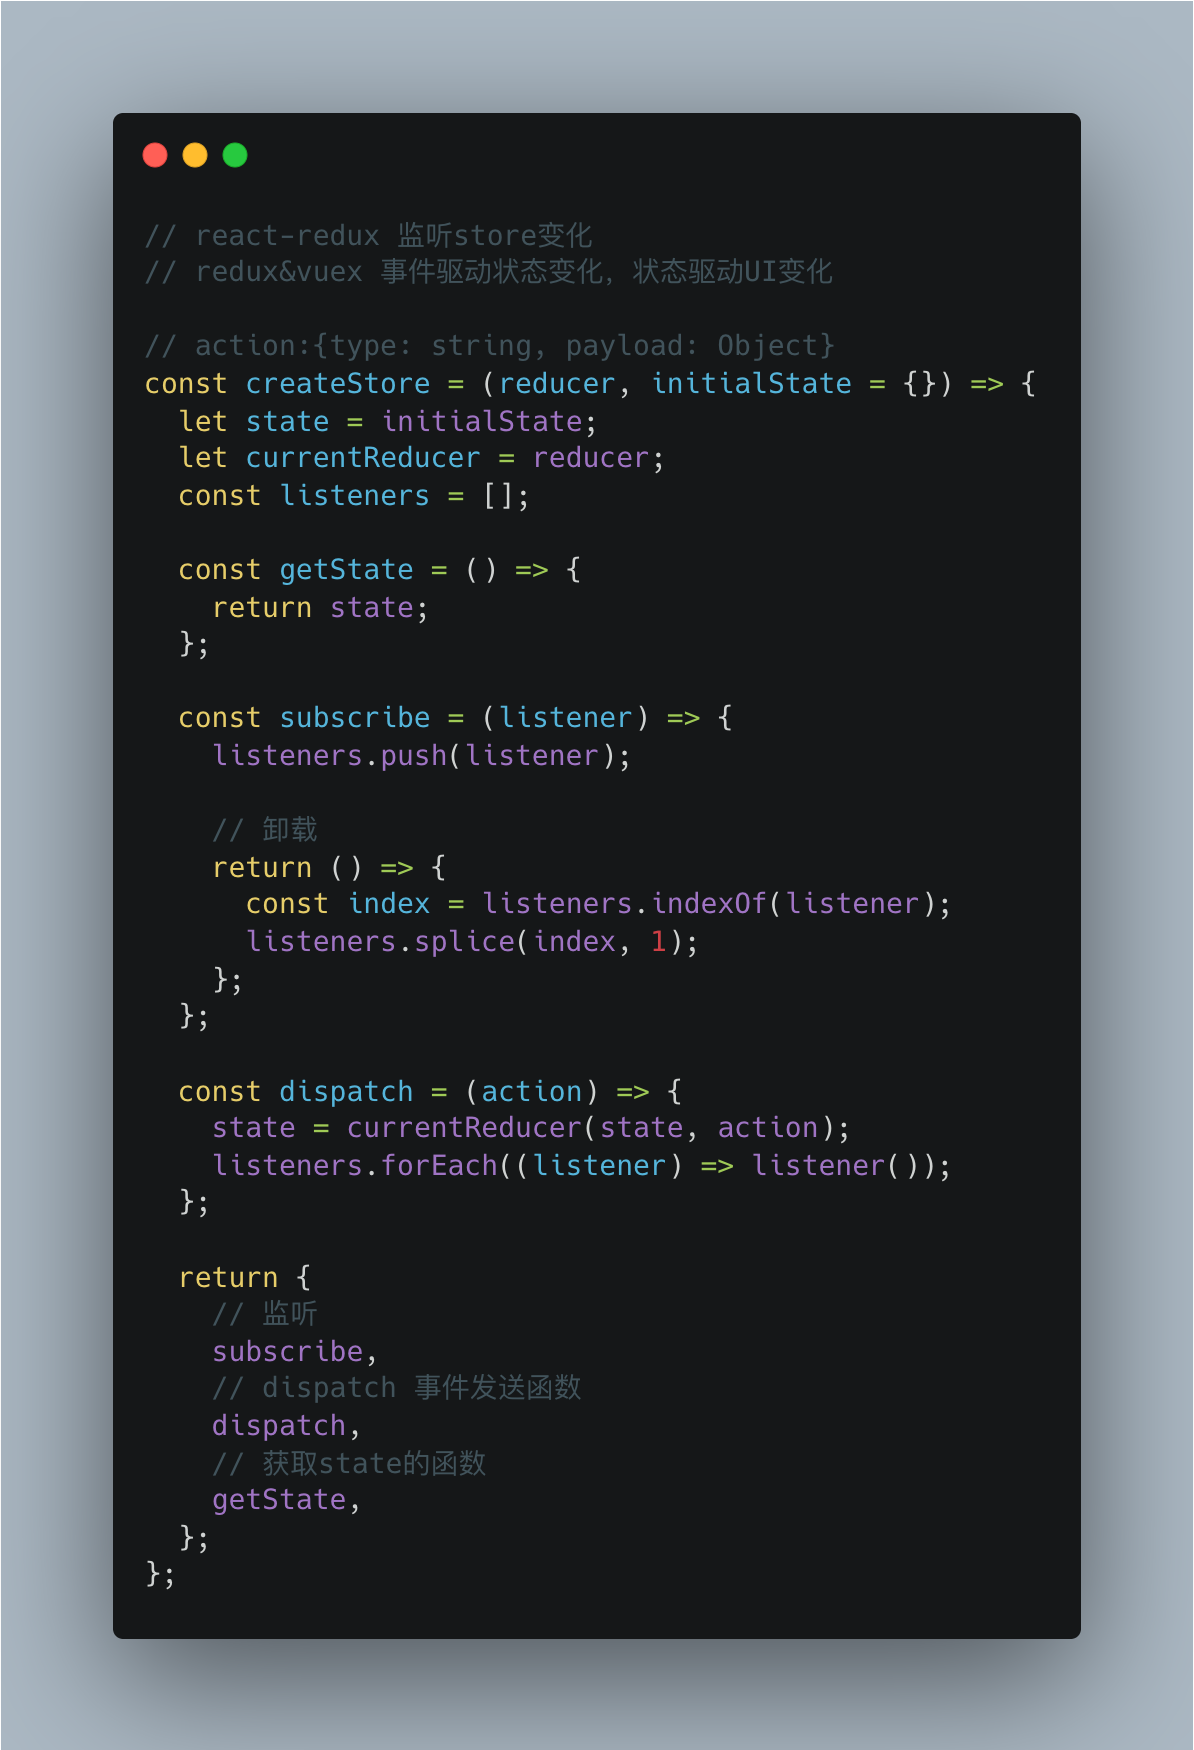 // react-redux 监听store变化
// redux&vuex 事件驱动状态变化，状态驱动UI变化

// action:{type: string, payload: Object}
const createStore = (reducer, initialState = {}) => {
  let state = initialState;
  let currentReducer = reducer;
  const listeners = [];

  const getState = () => {
    return state;
  };

  const subscribe = (listener) => {
    listeners.push(listener);

    // 卸载
    return () => {
      const index = listeners.indexOf(listener);
      listeners.splice(index, 1);
    };
  };

  const dispatch = (action) => {
    state = currentReducer(state, action);
    listeners.forEach((listener) => listener());
  };

  return {
    // 监听
    subscribe,
    // dispatch 事件发送函数
    dispatch,
    // 获取state的函数
    getState,
  };
};